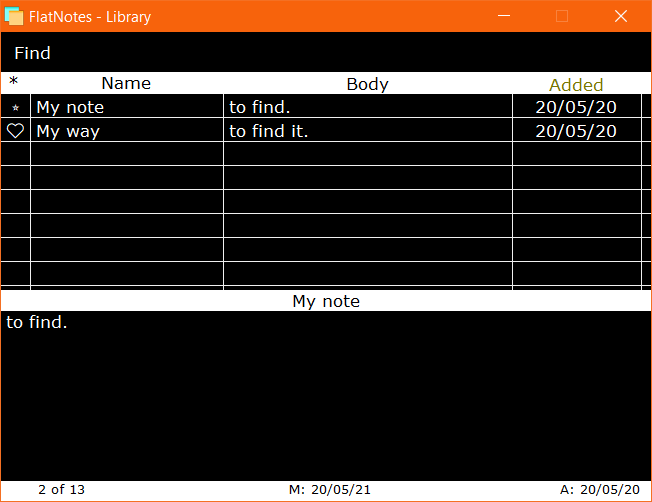 FlatNotes - Library
Find
* Name Body Added
My note to find. 20/05/20
My way to find it. 20/05/20
My note
to find.
2 of 13 M: 20/05/21 A: 20/05/20